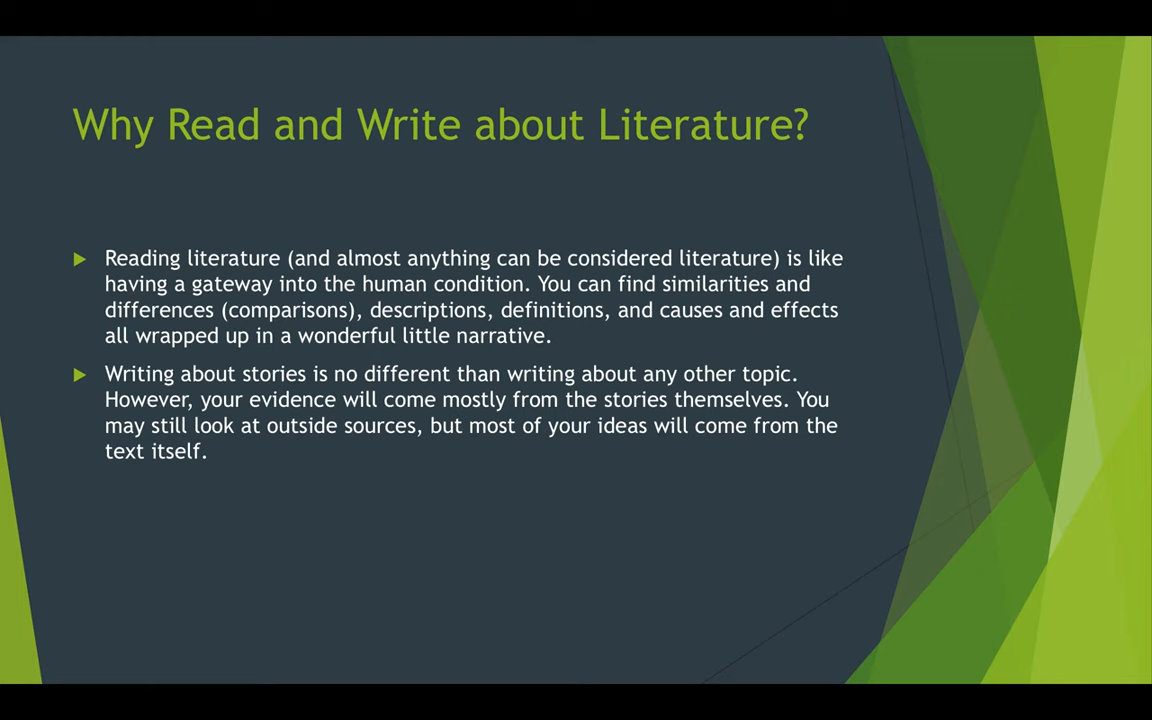 Why Read and Write about Literature?
Reading literature (and almost anything can be considered literature) is like
having a gateway into the human condition. You can find similarities and
differences (comparisons), descriptions, definitions, and causes and effects
all wrapped up in a wonderful little narrative.
Writing about stories is no different than writing about any other topic.
However, your evidence will come mostly from the stories themselves. You
may still look at outside sources, but most of your ideas will come from the
text itself.